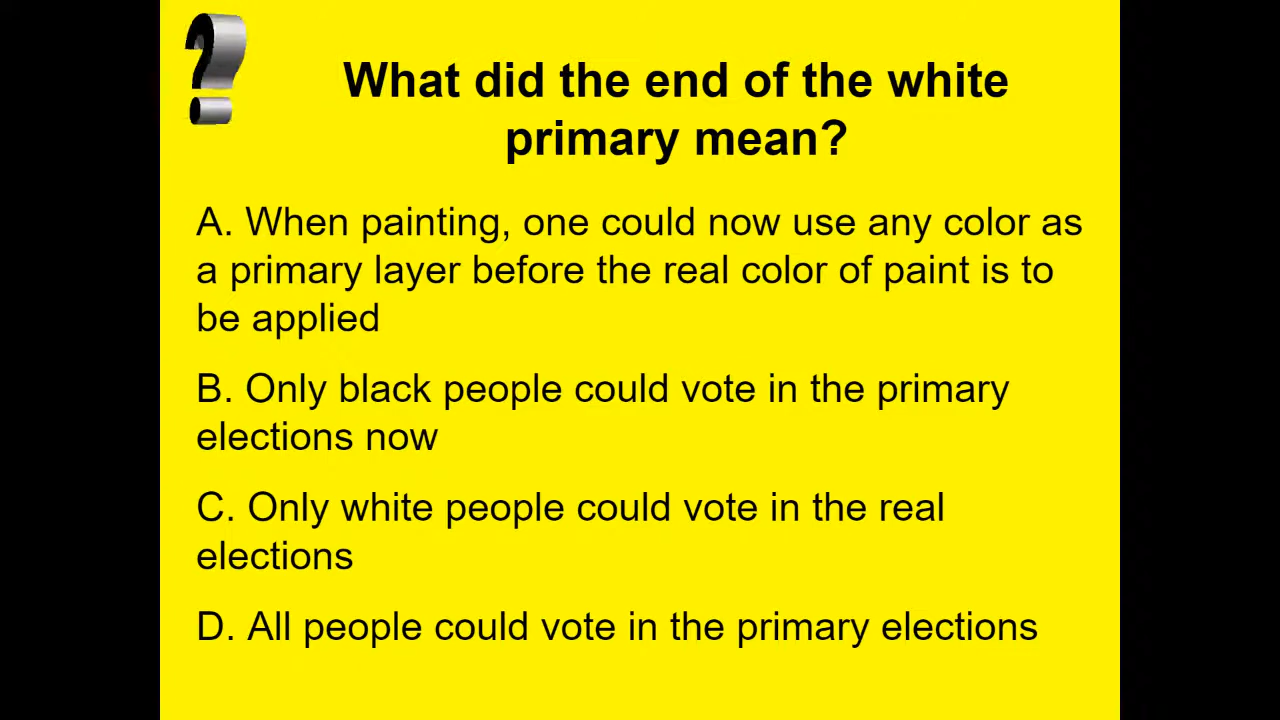 ?
What did the end of the white
primary mean?
A. When painting, one could now use any color as
a primary layer before the real color of paint is to
be applied
B. Only black people could vote in the primary
elections now
C. Only white people could vote in the real
elections
D. All people could vote in the primary elections